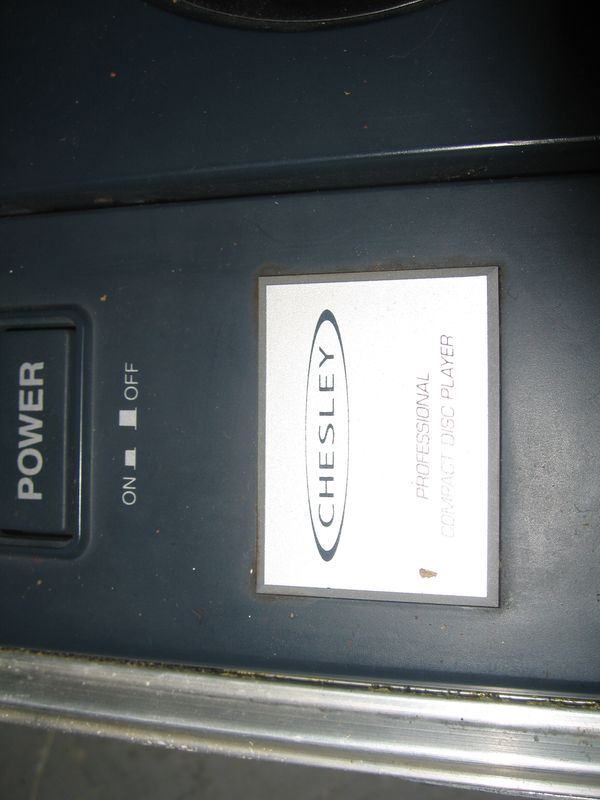 POWER
ON OFF
CHESLEY
PROFESSIONAL
COMPACT DISC PLAYER